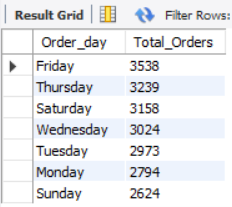 Result Grid Filter Rows:
Order_day Total_Orders
Friday 3538
Thursday 3239
Saturday 3158
Wednesday 3024
Tuesday 2973
Monday 2794
Sunday 2624